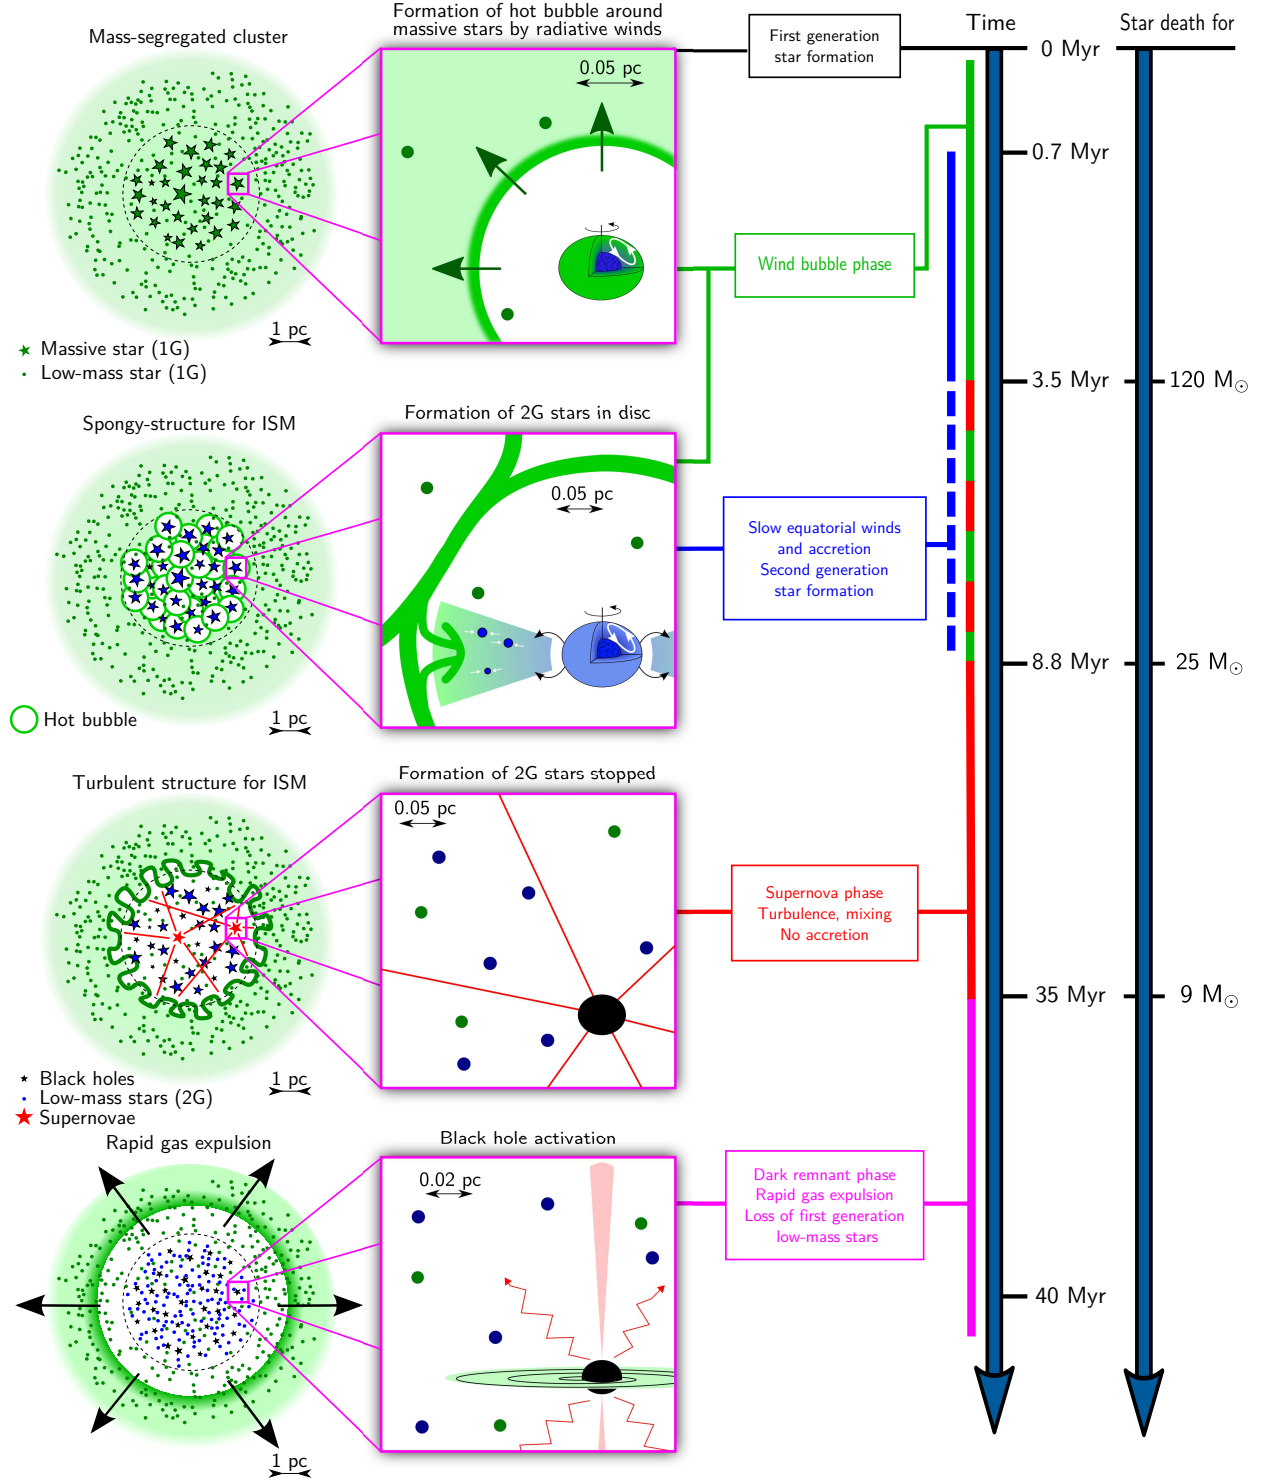 Mass-segregated cluster
1 pc
Massive star (1G)
Low-mass star (1G)
Formation of hot bubble around
massive stars by radiative winds
0.05 pc
First generation
star formation
Wind bubble phase
Time
Star death for
0 Myr
0.7 Myr
3.5 Myr
120 M⊙
8.8 Myr
25 M⊙
35 Myr
9 M⊙
40 Myr
Spongy-structure for ISM
1 pc
Hot bubble
Formation of 2G stars in disc
0.05 pc
Slow equatorial winds
and accretion
Second generation
star formation
Turbulent structure for ISM
1 pc
Black holes
Low-mass stars (2G)
Supernovae
Formation of 2G stars stopped
0.05 pc
Supernova phase
Turbulence, mixing
No accretion
Rapid gas expulsion
1 pc
Black hole activation
0.02 pc
Dark remnant phase
Rapid gas expulsion
Loss of first generation
low-mass stars